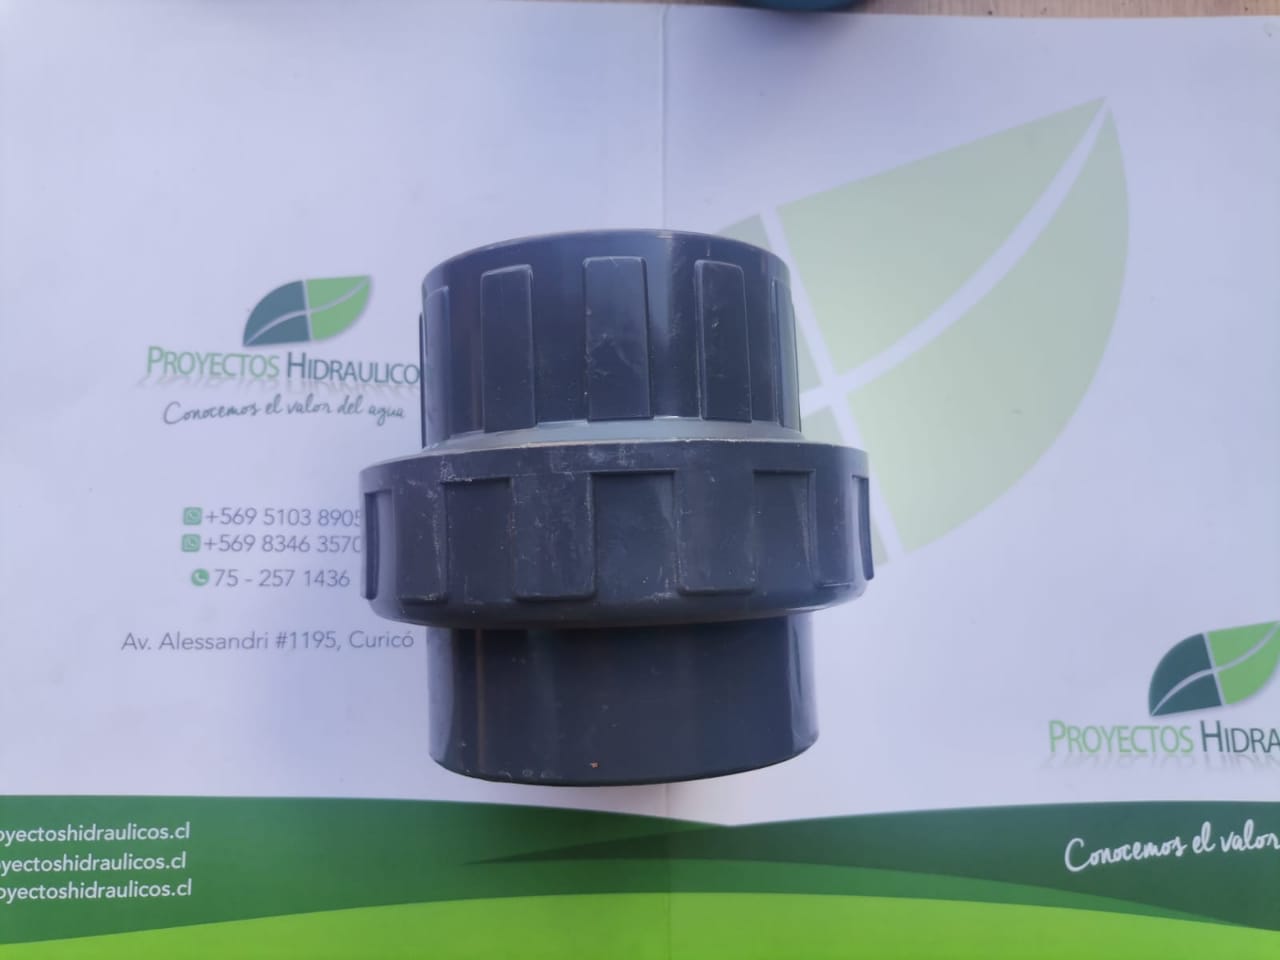 PROYECTOS HIDRAULICO
Conocemos el valor del agua
+569 5103 8905
+569 8346 3570
75 - 257 1436
Av. Alessandri #1195, Curicó
oyectoshidraulicos.cl
oyectoshidraulicos.cl
oyectoshidraulicos.cl
PROYECTOS HIDRA
Conocemos el valor